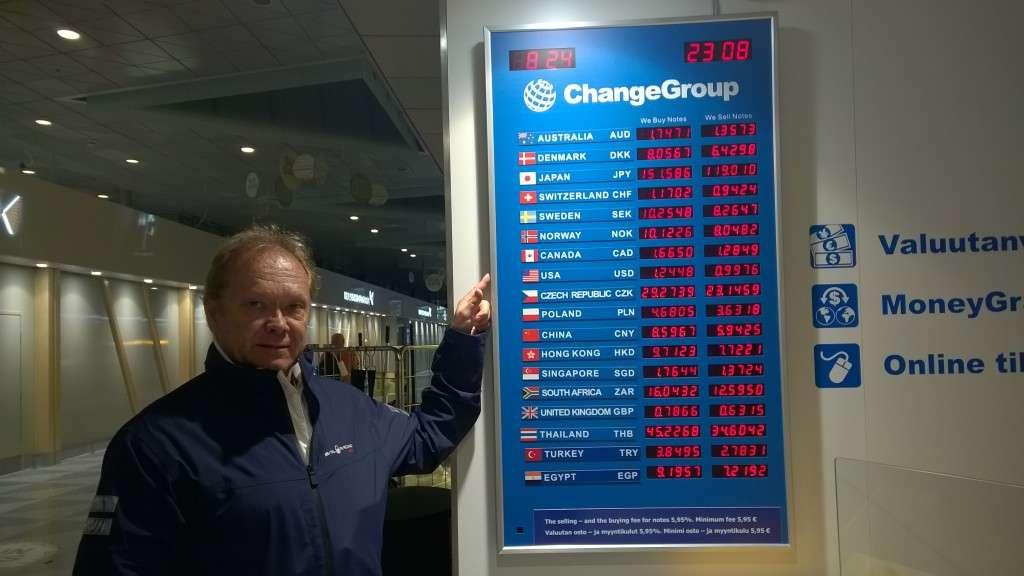 8 24 23 08
ChangeGroup
We Buy Notes We Sell Notes
AUSTRALIA AUD 1.7471 1.3573
DENMARK DKK 8.0567 6.4298
JAPAN JPY 151.586 119.010
SWITZERLAND CHF 1.1702 0.9424
SWEDEN SEK 10.2548 8.2647
NORWAY NOK 10.1226 8.0482
CANADA CAD 1.6650 1.2849
USA USD 1.2448 0.9976
CZECH REPUBLIC CZK 29.2739 23.1459
POLAND PLN 4.6805 3.6318
CHINA CNY 8.5967 5.9425
HONG KONG HKD 9.7123 7.7221
SINGAPORE SGD 1.7644 1.3724
SOUTH AFRICA ZAR 16.0432 12.5950
UNITED KINGDOM GBP 0.7866 0.6315
THAILAND THB 45.2268 34.6042
TURKEY TRY 3.8495 2.7831
EGYPT EGP 9.1957 7.2192
The selling – and the buying fee for notes 5,95%. Minimum fee 5,95 €
Valuutan osto – ja myyntikulut 5,95%. Minimi osto – ja myyntikulu 5,95 €
Valuutanv
MoneyGr
Online til